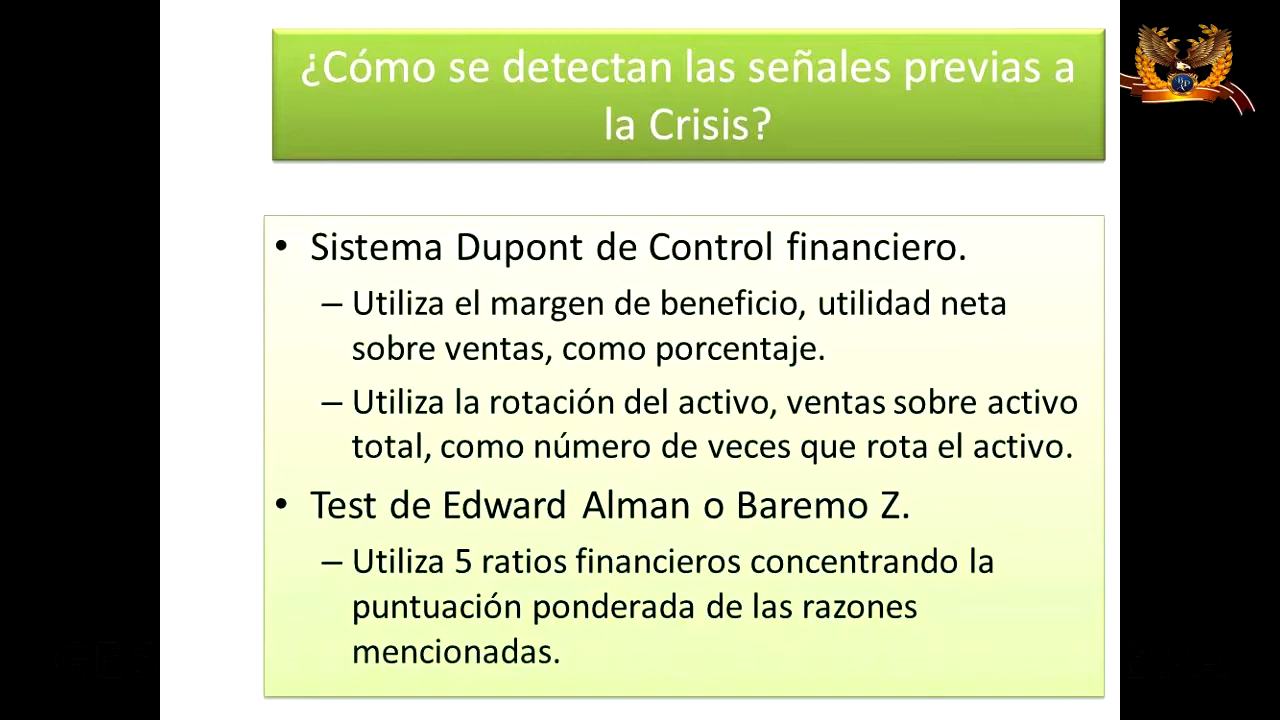 ¿Cómo se detectan las señales previas a
la Crisis?
• Sistema Dupont de Control financiero.
– Utiliza el margen de beneficio, utilidad neta
sobre ventas, como porcentaje.
– Utiliza la rotación del activo, ventas sobre activo
total, como número de veces que rota el activo.
• Test de Edward Alman o Baremo Z.
– Utiliza 5 ratios financieros concentrando la
puntuación ponderada de las razones
mencionadas.